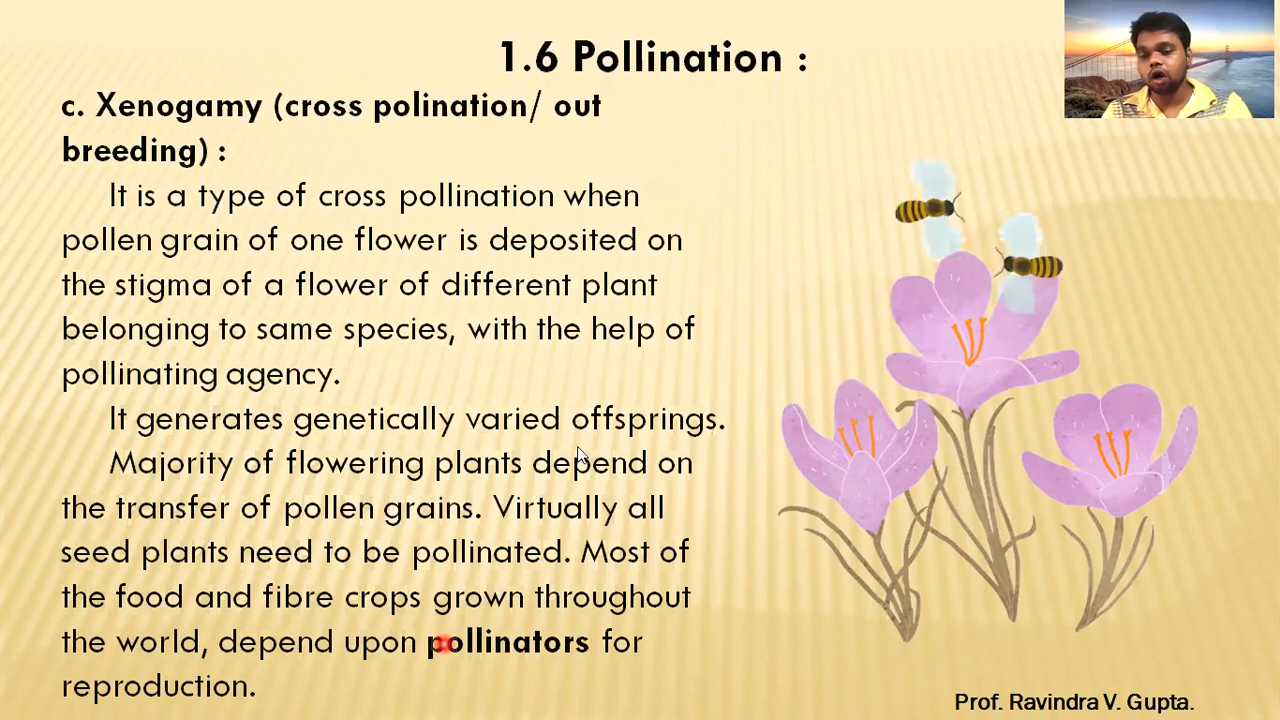 1.6 Pollination :
c. Xenogamy (cross polination/ out
breeding) :
It is a type of cross pollination when
pollen grain of one flower is deposited on
the stigma of a flower of different plant
belonging to same species, with the help of
pollinating agency.
It generates genetically varied offsprings.
Majority of flowering plants depend on
the transfer of pollen grains. Virtually all
seed plants need to be pollinated. Most of
the food and fibre crops grown throughout
the world, depend upon pollinators for
reproduction.
Prof. Ravindra V. Gupta.